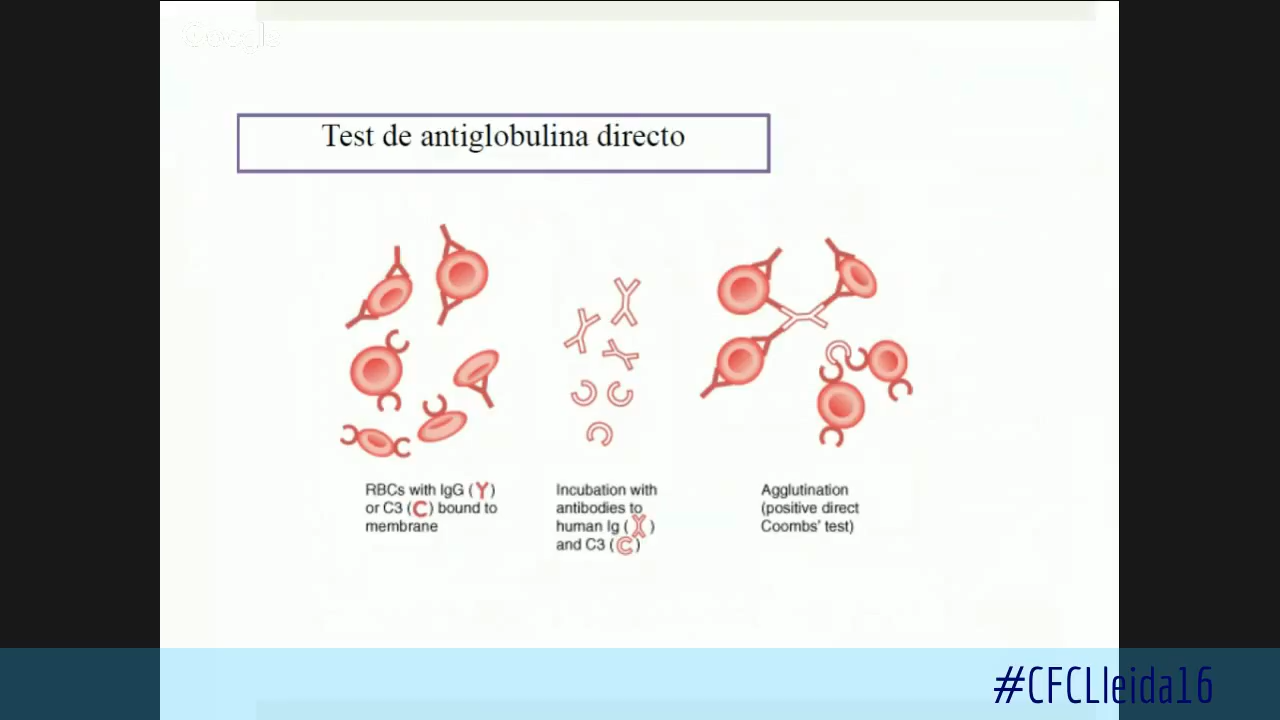 Google
Test de antiglobulina directo
RBCs with IgG (Y)
or C3 (C) bound to
membrane
Incubation with
antibodies to
human Ig ( )
and C3 (C)
Agglutination
(positive direct
Coombs' test)
#CFCLleida16